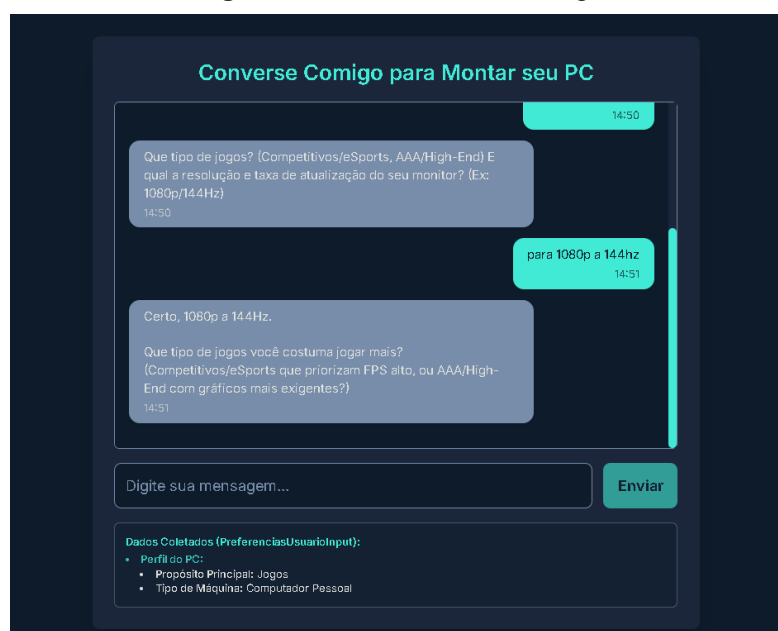 Converse Comigo para Montar seu PC
14:50
Que tipo de jogos? (Competitivos/eSports, AAA/High-End) E
qual a resolução e taxa de atualização do seu monitor? (Ex:
1080p/144Hz)
14:50
para 1080p a 144hz
14:51
Certo, 1080p a 144Hz.
Que tipo de jogos você costuma jogar mais?
(Competitivos/eSports que priorizam FPS alto, ou AAA/High-
End com gráficos mais exigentes?)
14:51
Digite sua mensagem...
Enviar
Dados Coletados (PreferenciasUsuarioInput):
• Perfil do PC:
▪ Propósito Principal: Jogos
▪ Tipo de Máquina: Computador Pessoal